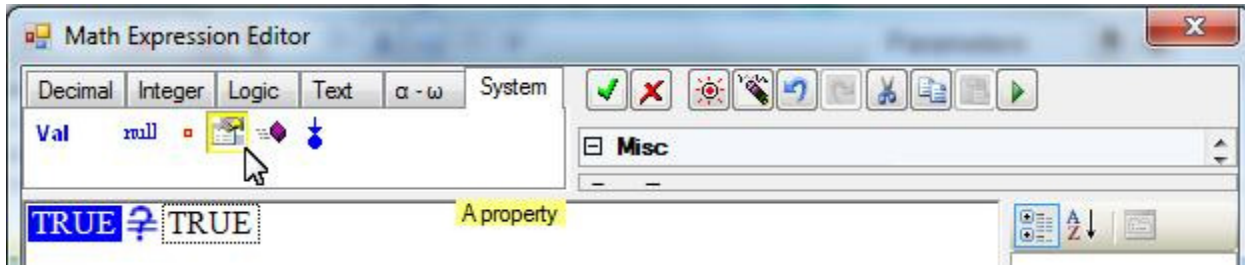 Math Expression Editor
Decimal Integer Logic Text α - ω System
Val null
Misc
A property
TRUE ? TRUE
A Z